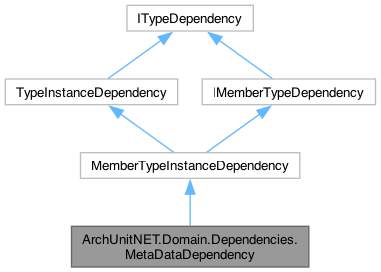 ITypeDependency
TypeInstanceDependency
IMemberTypeDependency
MemberTypeInstanceDependency
ArchUnitNET.Domain.Dependencies.
MetaDataDependency